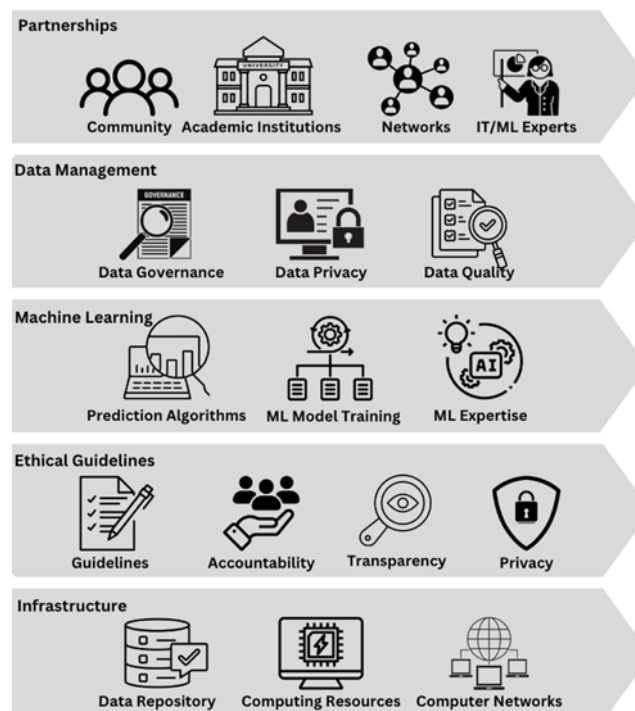 Partnerships
UNIVERSITY
Community Academic Institutions Networks IT/ML Experts
Data Management
GOVERNANCE
Data Governance Data Privacy Data Quality
Machine Learning
AI
Prediction Algorithms ML Model Training ML Expertise
Ethical Guidelines
Guidelines Accountability Transparency Privacy
Infrastructure
Data Repository Computing Resources Computer Networks